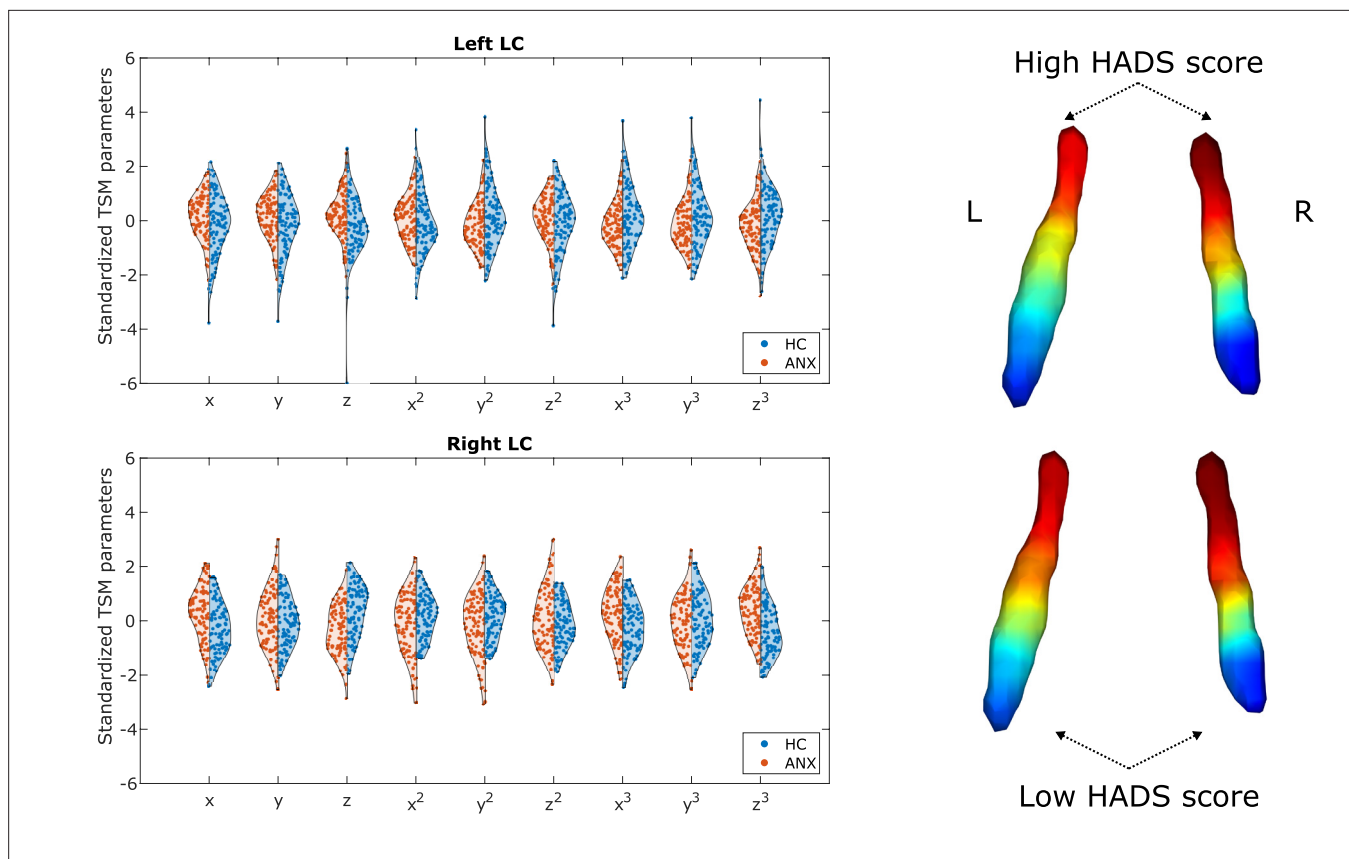 Left LC
Standardized TSM parameters
6
4
2
0
-2
-4
-6
x y z x² y² z² x³ y³ z³
HC
ANX
Right LC
Standardized TSM parameters
6
4
2
0
-2
-4
-6
x y z x² y² z² x³ y³ z³
HC
ANX
High HADS score
L R
Low HADS score